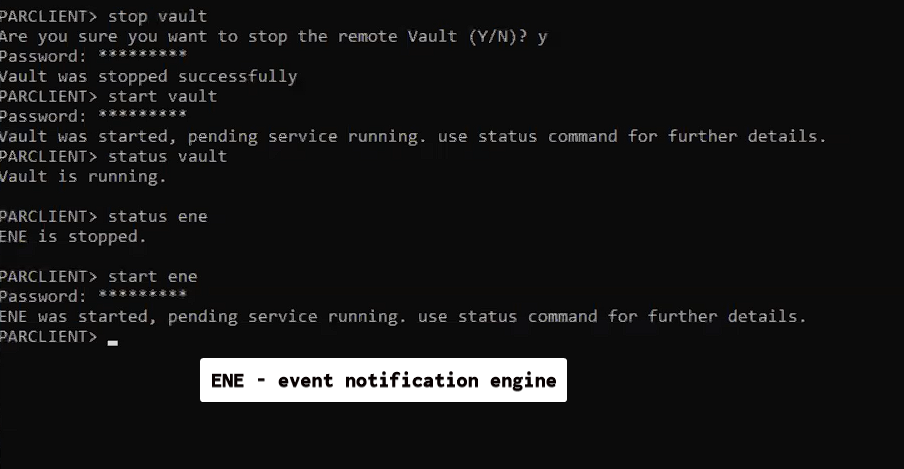 PARCLIENT> stop vault
Are you sure you want to stop the remote Vault (Y/N)? y
Password: *********
Vault was stopped successfully
PARCLIENT> start vault
Password: *********
Vault was started, pending service running. use status command for further details.
PARCLIENT> status vault
Vault is running.
PARCLIENT> status ene
ENE is stopped.
PARCLIENT> start ene
Password: *********
ENE was started, pending service running. use status command for further details.
PARCLIENT> _
ENE - event notification engine